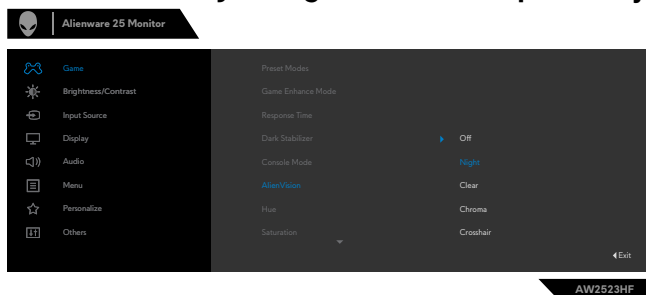 Alienware 25 Monitor
Game
Brightness/Contrast
Input Source
Display
Audio
Menu
Personalize
Others
Preset Modes
Game Enhance Mode
Response Time
Dark Stabilizer
Console Mode
AlienVision
Hue
Saturation
Off
Night
Clear
Chroma
Crosshair
Exit
AW2523HF